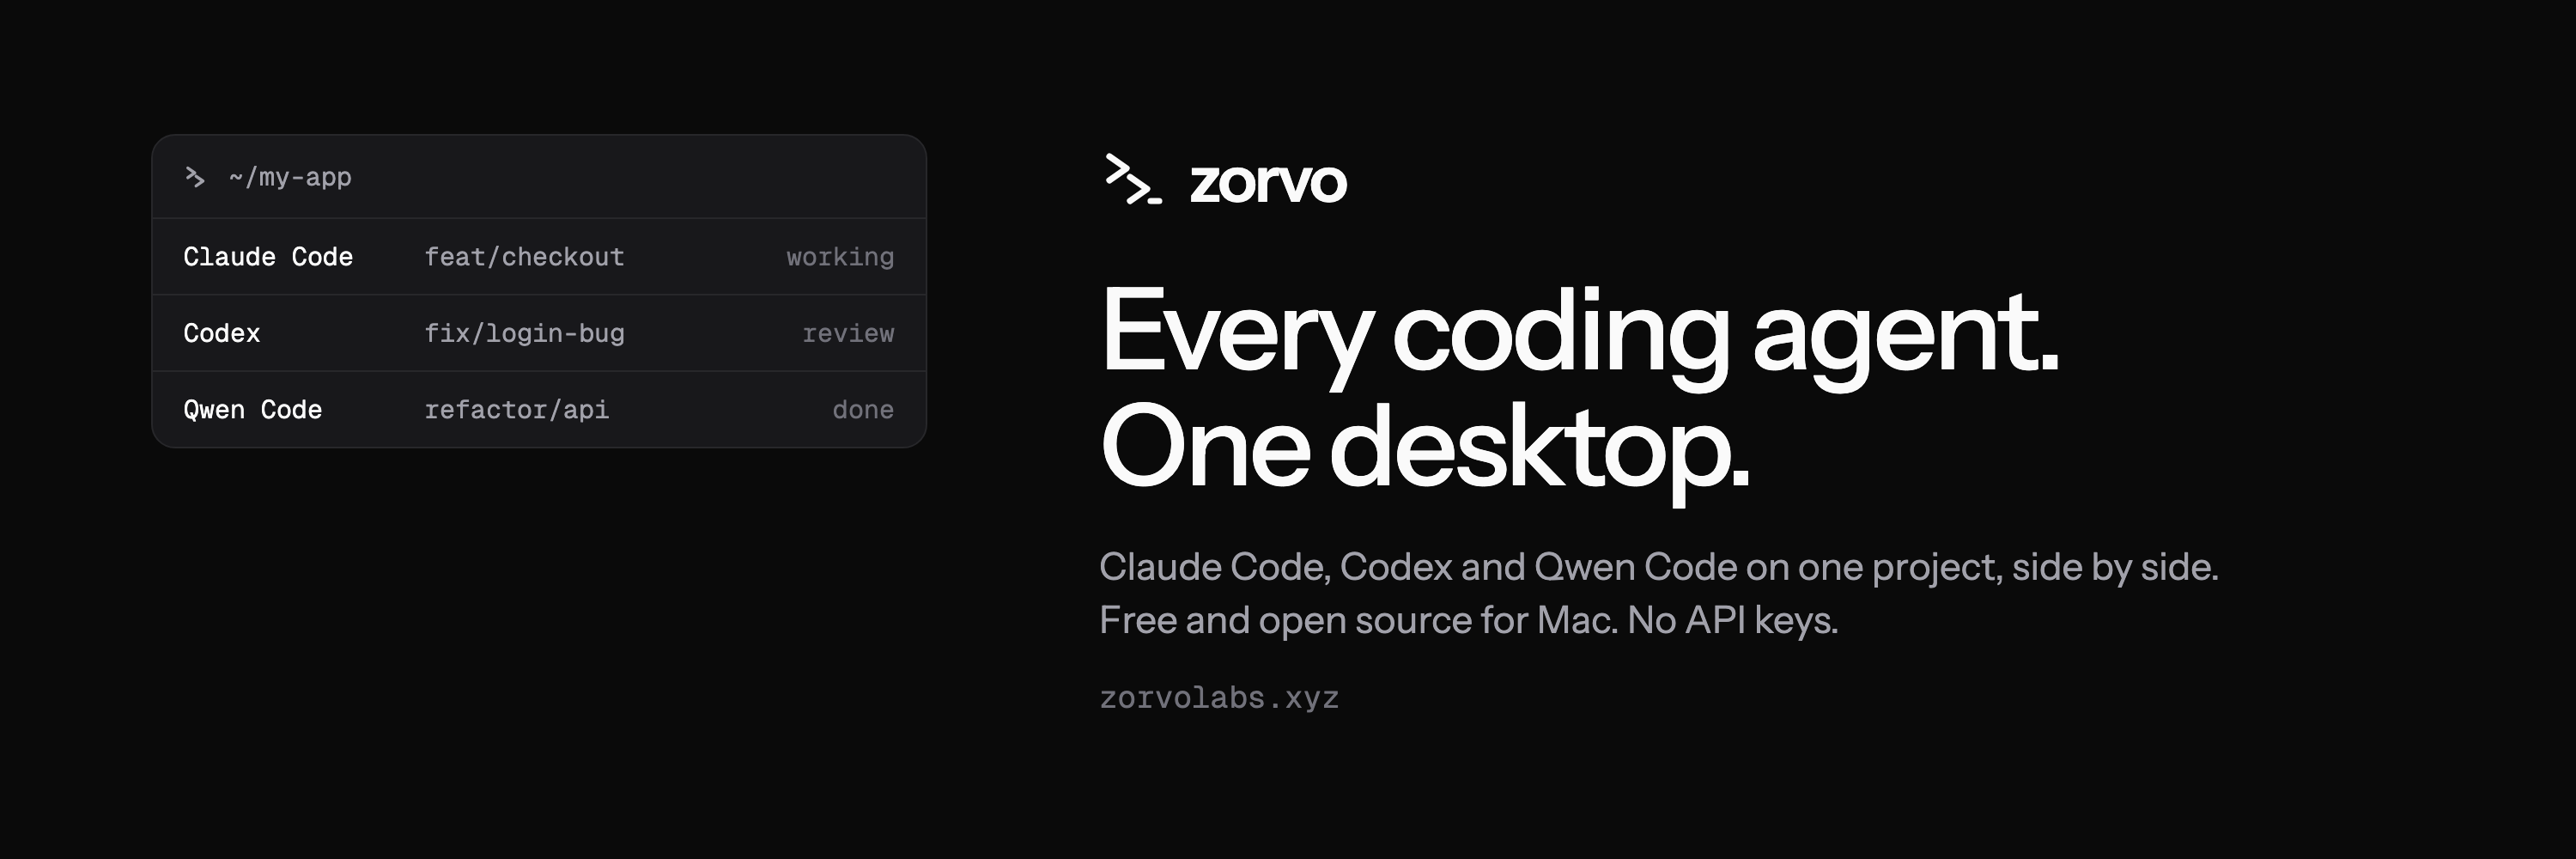 ~/my-app
Claude Code feat/checkout working
Codex fix/login-bug review
Qwen Code refactor/api done
zorvo
Every coding agent.
One desktop.
Claude Code, Codex and Qwen Code on one project, side by side.
Free and open source for Mac. No API keys.
zorvolabs.xyz